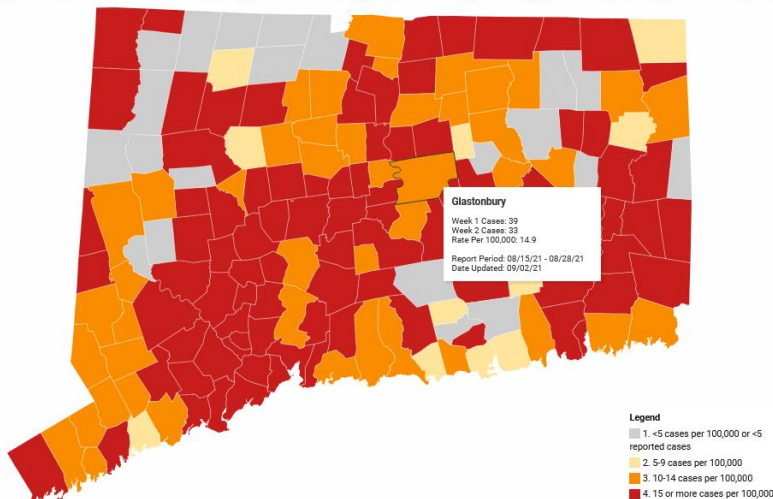 Glastonbury
Week 1 Cases: 39
Week 2 Cases: 33
Rate Per 100,000: 14.9
Report Period: 08/15/21 - 08/28/21
Date Updated: 09/02/21
Legend
1. <5 cases per 100,000 or <5
reported cases
2. 5-9 cases per 100,000
3. 10-14 cases per 100,000
4. 15 or more cases per 100,000